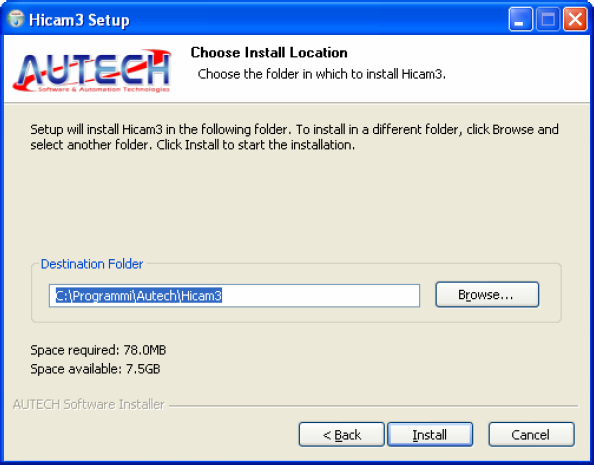 Hicam3 Setup
AUTECH
Software & Automation Technologies
Choose Install Location
Choose the folder in which to install Hicam3.
Setup will install Hicam3 in the following folder. To install in a different folder, click Browse and
select another folder. Click Install to start the installation.
Destination Folder
C:\Programmi\Autech\Hicam3
Browse...
Space required: 78.0MB
Space available: 7.5GB
AUTECH Software Installer
< Back
Install
Cancel